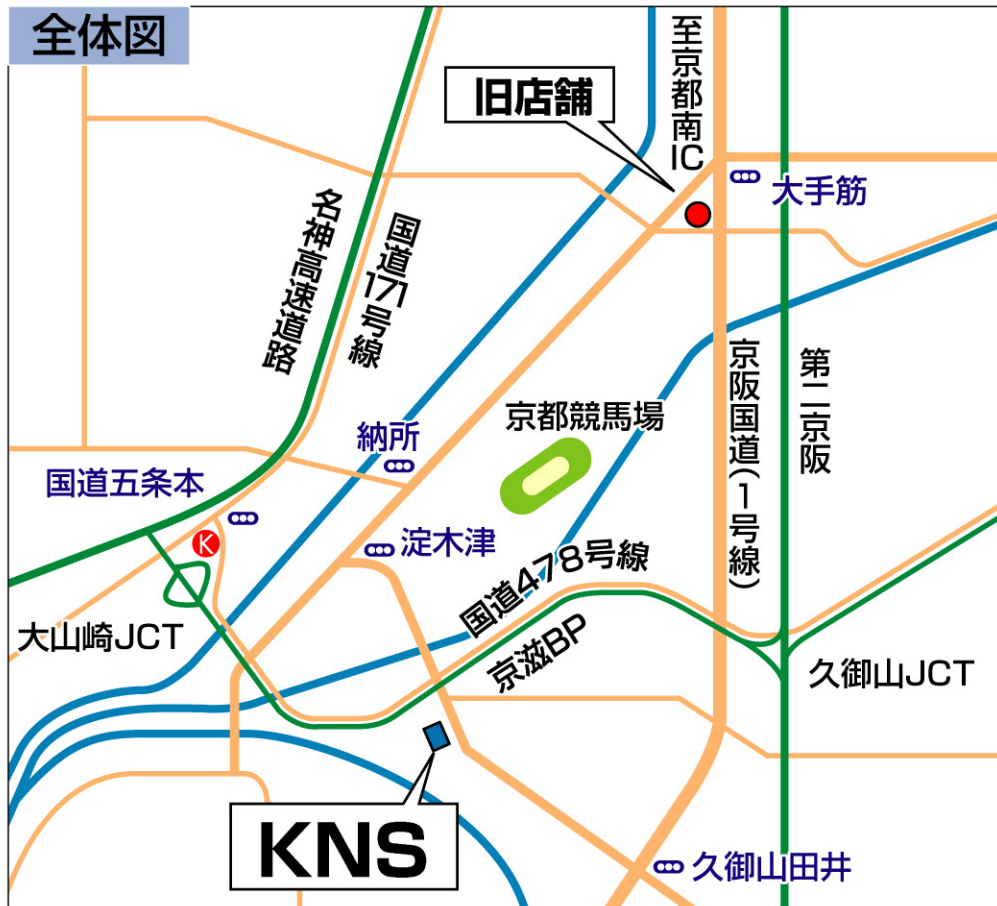 全体図
旧店舗
至京都南IC
大手筋
名神高速道路
国道171号線
京阪国道(1号線)
第二京阪
京都競馬場
納所
国道五条本
K
淀木津
国道478号線
京滋BP
大山崎JCT
久御山JCT
KNS
久御山田井